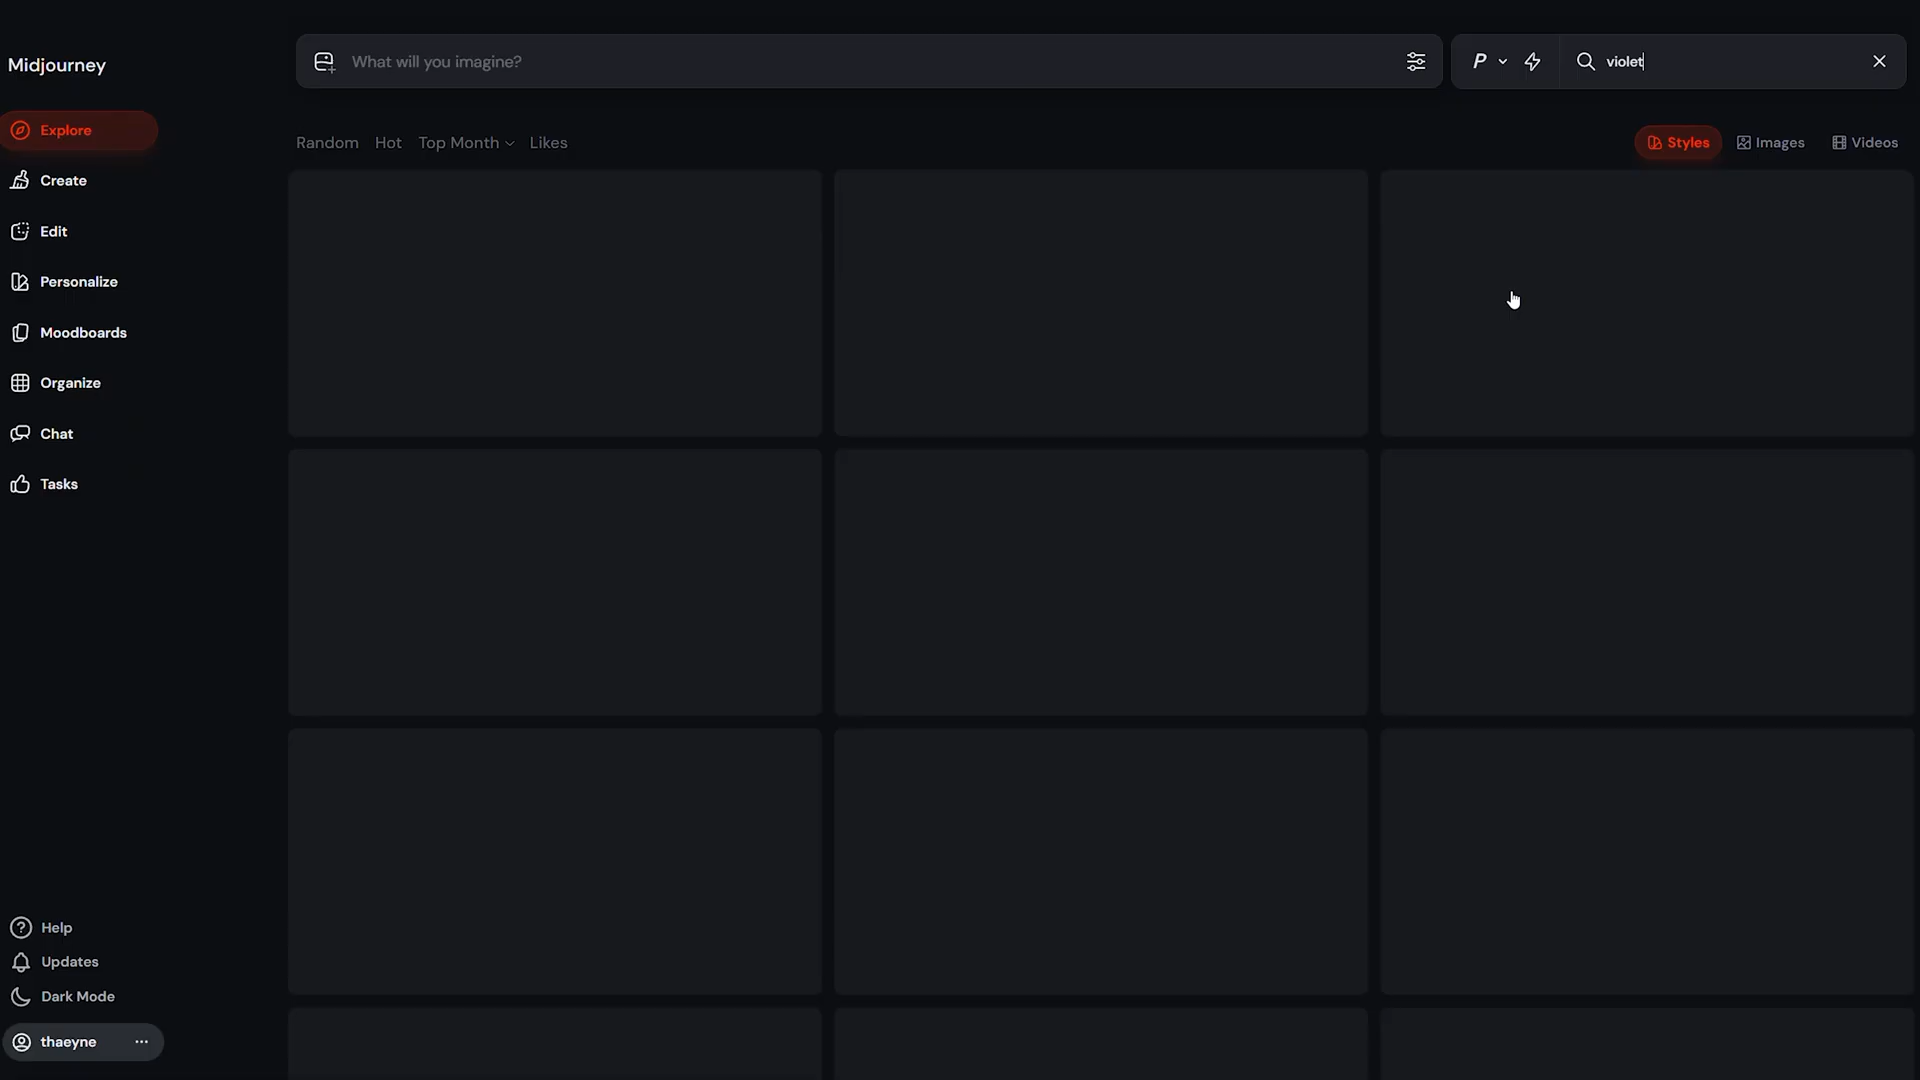 Midjourney
What will you imagine?
P
violet
Explore
Create
Edit
Personalize
Moodboards
Organize
Chat
Tasks
Random Hot Top Month Likes
Styles Images Videos
Help
Updates
Dark Mode
thaeyne